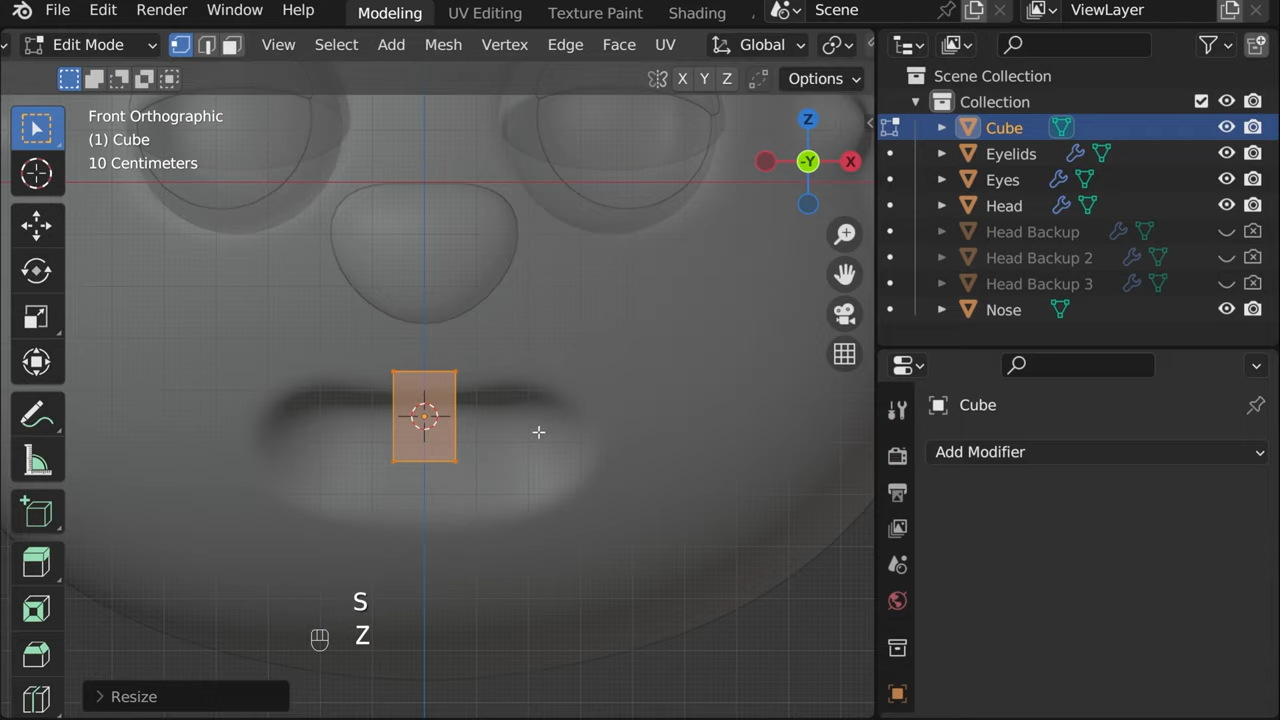 File Edit Render Window Help Modeling UV Editing Texture Paint Shading Scene ViewLayer
Edit Mode View Select Add Mesh Vertex Edge Face UV Global
X Y Z Options
Scene Collection
Collection
Cube
Eyelids
Eyes
Head
Head Backup
Head Backup 2
Head Backup 3
Nose
Front Orthographic
(1) Cube
10 Centimeters
Z
-Y
X
Cube
Add Modifier
S
Z
Resize